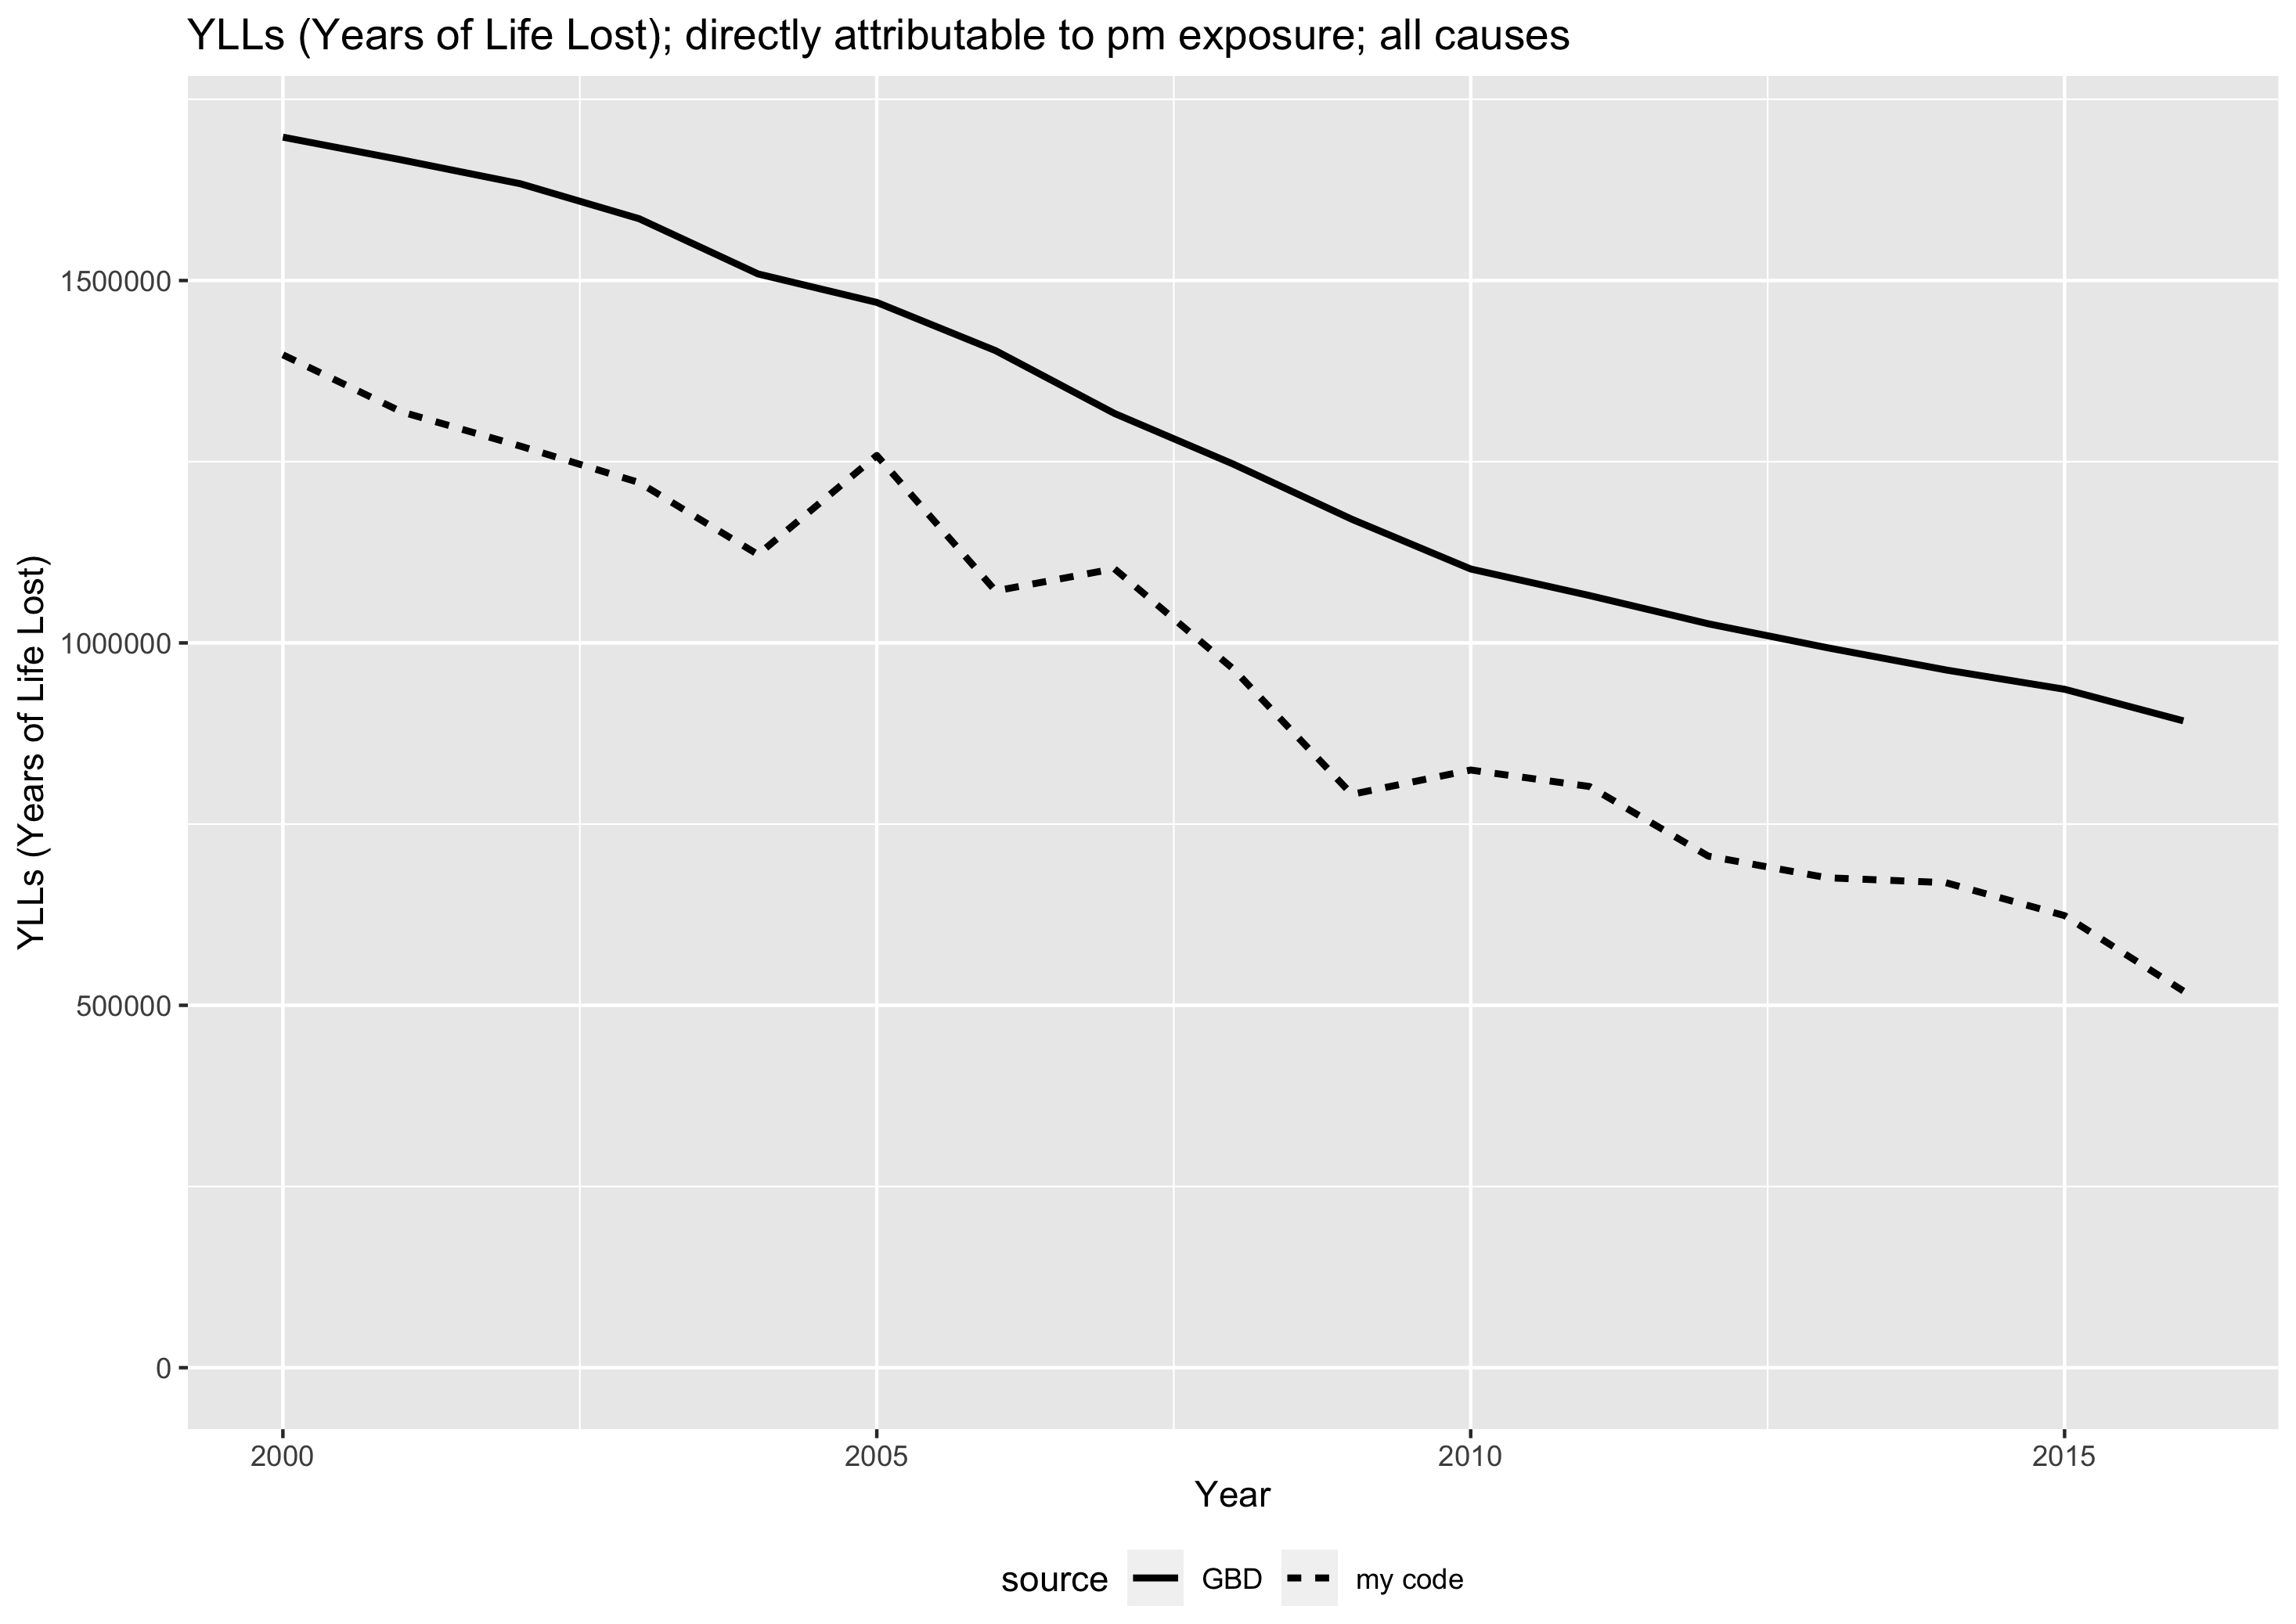 YLLs (Years of Life Lost); directly attributable to pm exposure; all causes
YLLs (Years of Life Lost)
1500000
1000000
500000
0
2000 2005 2010 2015
Year
source GBD my code